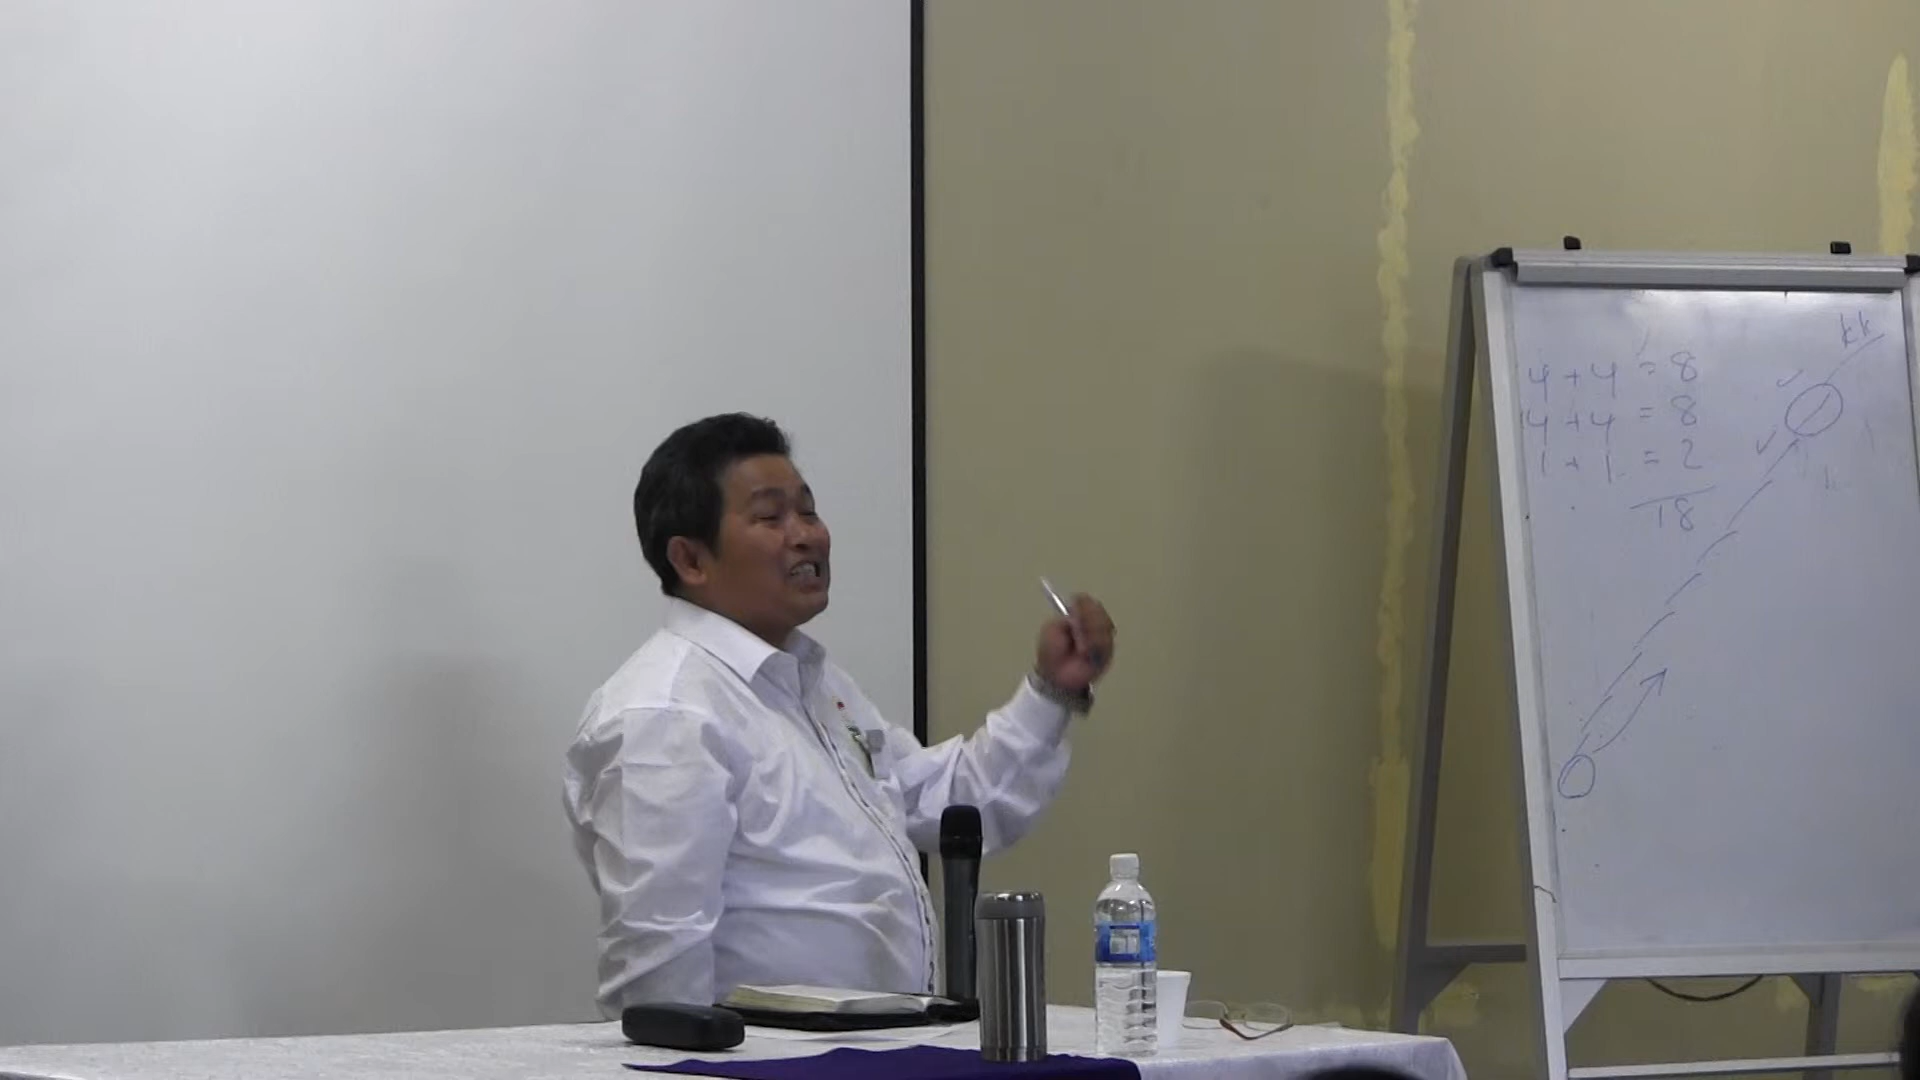 kk
4 + 4 = 8
4 + 4 = 8
1 + 1 = 2
18